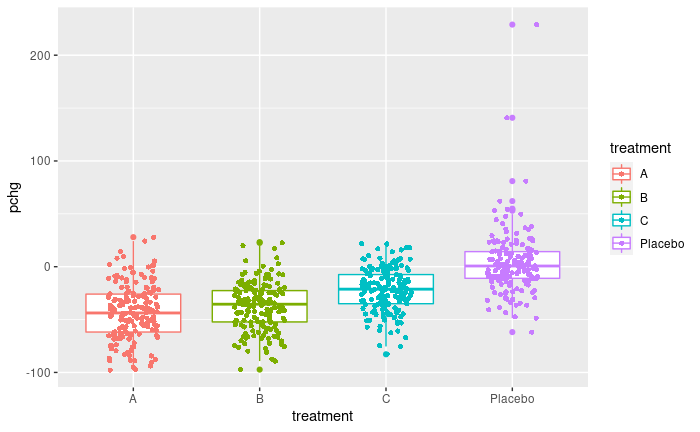 200
100
0
-100
pchg
A
B
C
Placebo
treatment
treatment
A
B
C
Placebo